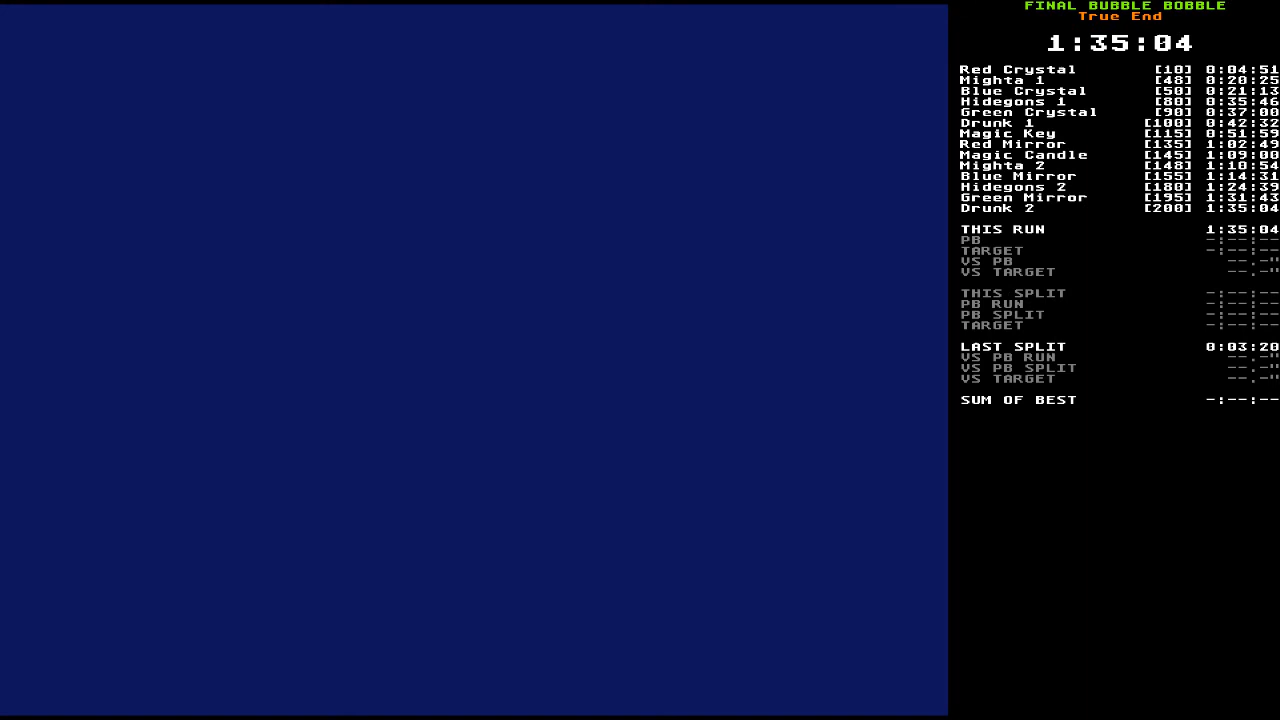 FINAL BUBBLE BOBBLE
True End
1:35:04
Red Crystal [10] 0:04:51
Mighta 1 [48] 0:20:25
Blue Crystal [50] 0:21:13
Hidegons 1 [80] 0:35:46
Green Crystal [90] 0:37:00
Drunk 1 [100] 0:42:32
Magic Key [115] 0:51:59
Red Mirror [135] 1:02:49
Magic Candle [145] 1:09:00
Mighta 2 [148] 1:10:54
Blue Mirror [155] 1:14:31
Hidegons 2 [180] 1:24:39
Green Mirror [195] 1:31:43
Drunk 2 [200] 1:35:04
THIS RUN 1:35:04
PB -:--:--
TARGET -:--:--
VS PB --.-"
VS TARGET --.-"
THIS SPLIT -:--:--
PB RUN -:--:--
PB SPLIT -:--:--
TARGET -:--:--
LAST SPLIT 0:03:20
VS PB RUN --.-"
VS PB SPLIT --.-"
VS TARGET --.-"
SUM OF BEST -:--:--